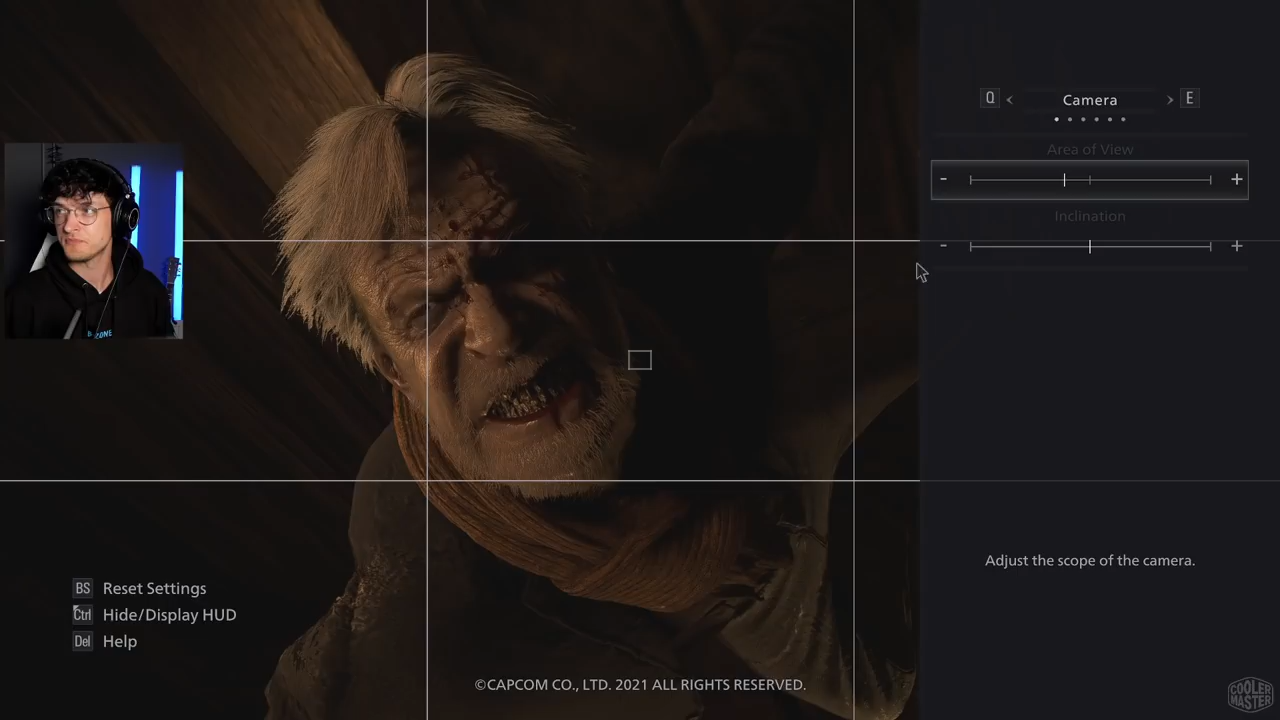 Q < Camera > E
Area of View
- +
Inclination
- +
Adjust the scope of the camera.
BS Reset Settings
Ctrl Hide/Display HUD
Del Help
©CAPCOM CO., LTD. 2021 ALL RIGHTS RESERVED.
COOLER
MASTER